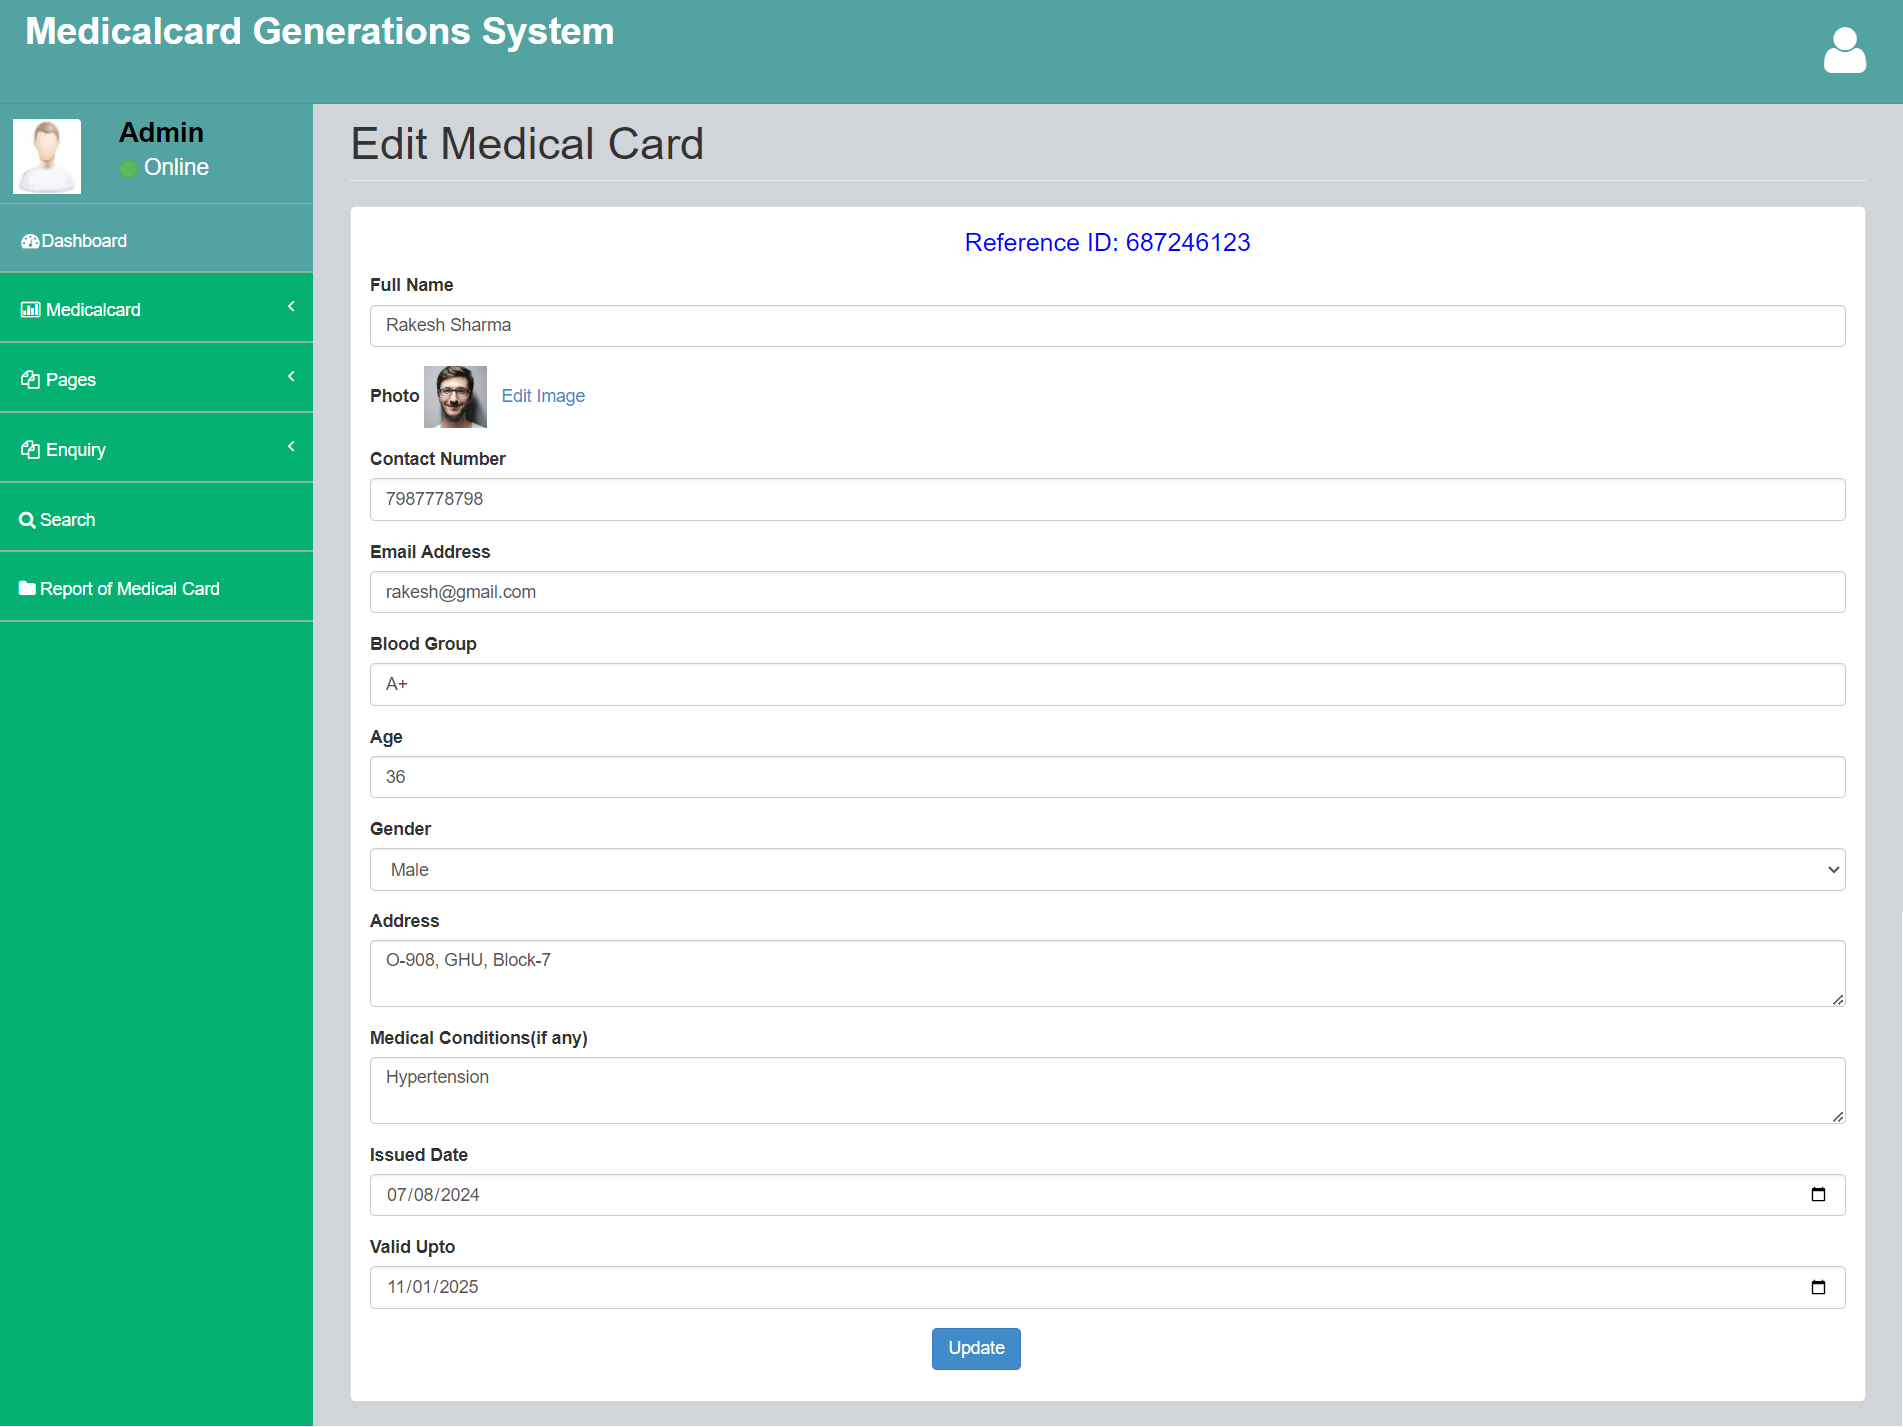 Medicalcard Generations System
Admin
Online
Dashboard
Medicalcard
Pages
Enquiry
Search
Report of Medical Card
Edit Medical Card
Reference ID: 687246123
Full Name
Rakesh Sharma
Photo Edit Image
Contact Number
7987778798
Email Address
rakesh@gmail.com
Blood Group
A+
Age
36
Gender
Male
Address
O-908, GHU, Block-7
Medical Conditions(if any)
Hypertension
Issued Date
07/08/2024
Valid Upto
11/01/2025
Update